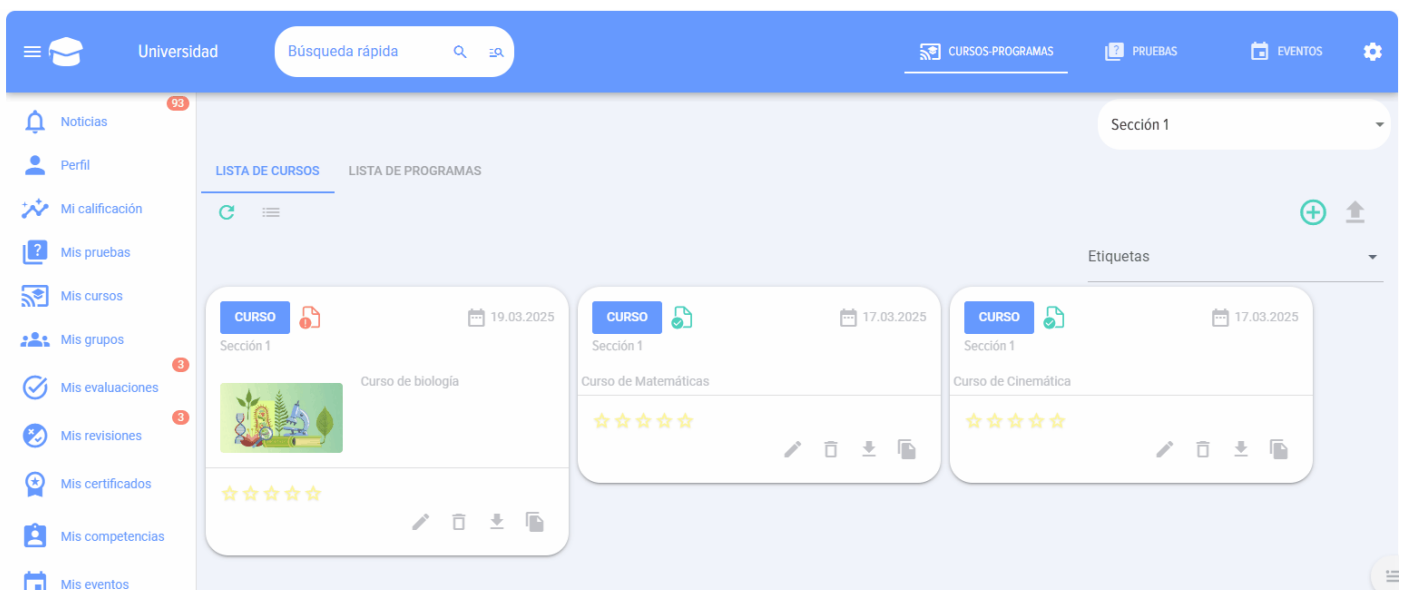 Universidad
Búsqueda rápida
CURSOS-PROGRAMAS
PRUEBAS
EVENTOS
93
Noticias
Perfil
Mi calificación
Mis pruebas
Mis cursos
Mis grupos
3
Mis evaluaciones
3
Mis revisiones
Mis certificados
Mis competencias
Mis eventos
Sección 1
LISTA DE CURSOS
LISTA DE PROGRAMAS
Etiquetas
CURSO
19.03.2025
Sección 1
Curso de biología
CURSO
17.03.2025
Sección 1
Curso de Matemáticas
CURSO
17.03.2025
Sección 1
Curso de Cinemática